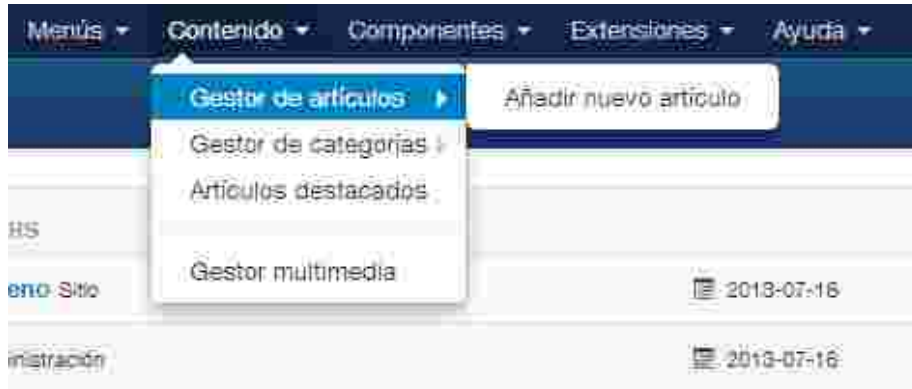 Menús Contenido Componentes Extensiones Ayuda
Gestor de artículos Añadir nuevo artículo
Gestor de categorías
Artículos destacados
Gestor multimedia
Sitio 2013-07-16
2013-07-16